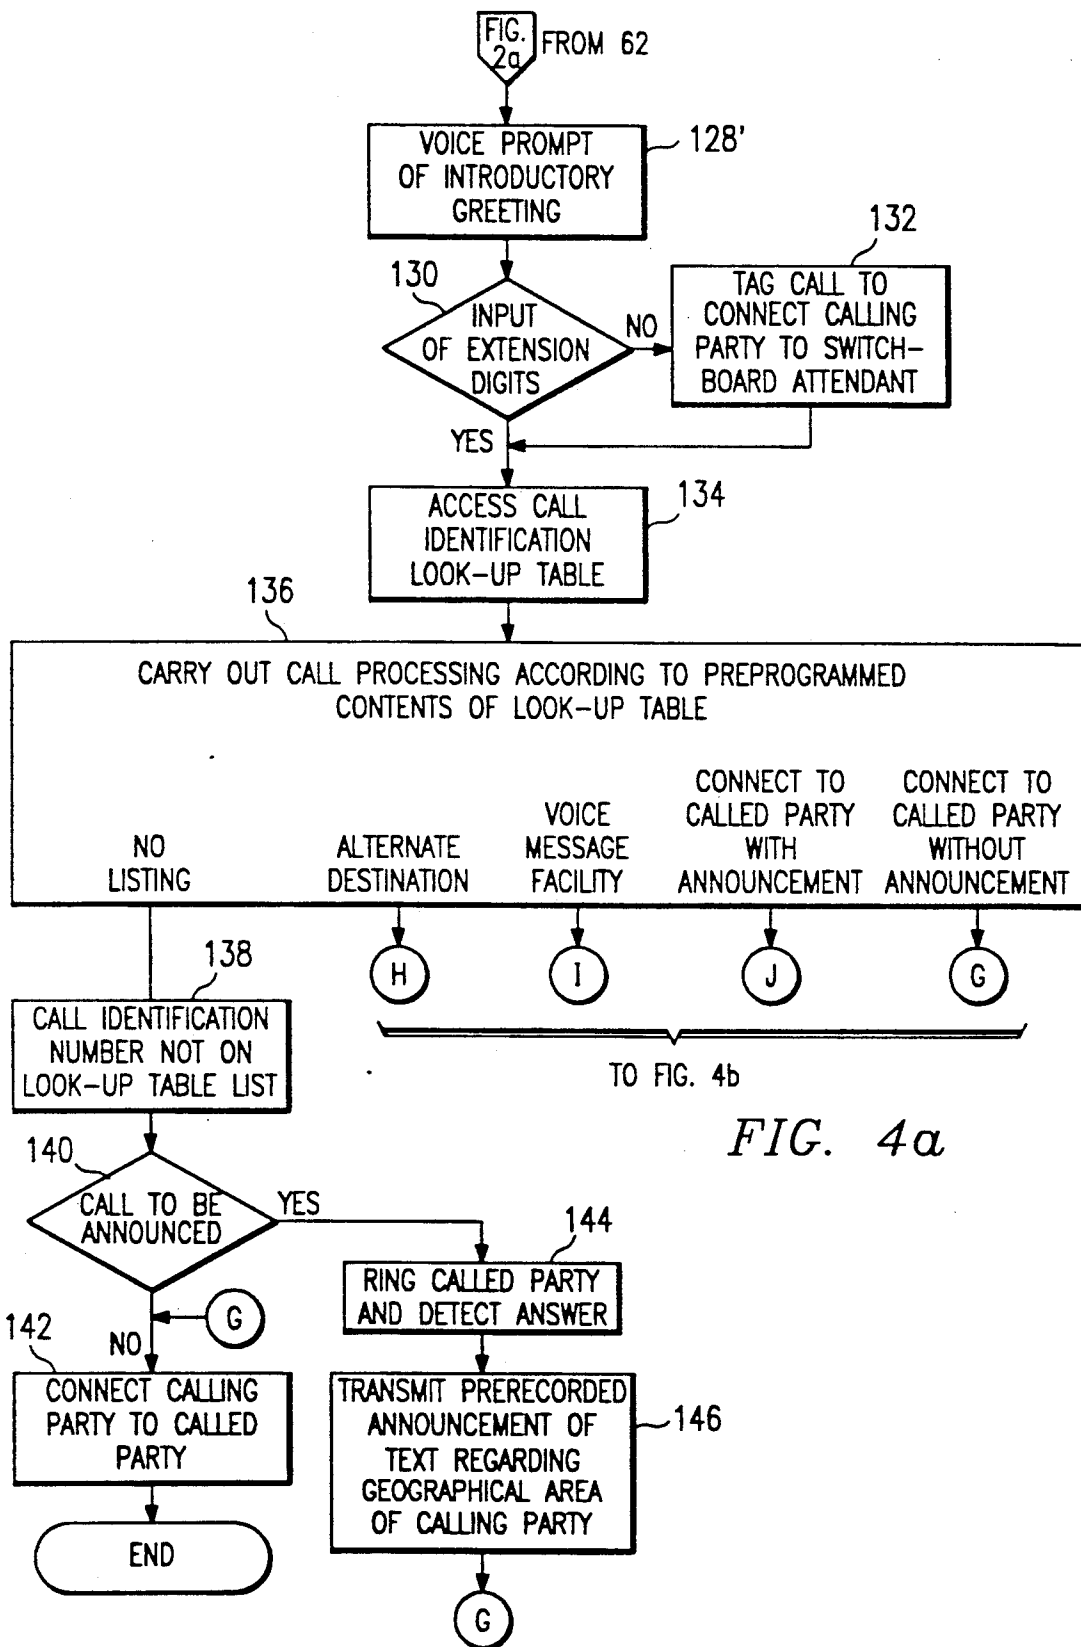 FIG.
2a
FROM 62
VOICE PROMPT
OF INTRODUCTORY
GREETING
128'
130
INPUT
OF EXTENSION
DIGITS
NO
132
TAG CALL TO
CONNECT CALLING
PARTY TO SWITCH-
BOARD ATTENDANT
YES
ACCESS CALL
IDENTIFICATION
LOOK-UP TABLE
134
136
CARRY OUT CALL PROCESSING ACCORDING TO PREPROGRAMMED
CONTENTS OF LOOK-UP TABLE
NO
LISTING
ALTERNATE
DESTINATION
VOICE
MESSAGE
FACILITY
CONNECT TO
CALLED PARTY
WITH
ANNOUNCEMENT
CONNECT TO
CALLED PARTY
WITHOUT
ANNOUNCEMENT
H
I
J
G
TO FIG. 4b
FIG. 4a
138
CALL IDENTIFICATION
NUMBER NOT ON
LOOK-UP TABLE LIST
140
CALL TO BE
ANNOUNCED
YES
G
NO
142
CONNECT CALLING
PARTY TO CALLED
PARTY
END
144
RING CALLED PARTY
AND DETECT ANSWER
TRANSMIT PRERECORDED
ANNOUNCEMENT OF
TEXT REGARDING
GEOGRAPHICAL AREA
OF CALLING PARTY
146
G